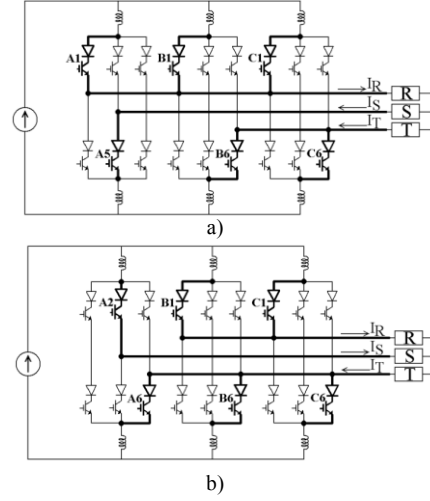 A1 B1 C1
I_R R
I_S S
I_T T
A5 B6 C6
a)
A2 B1 C1
I_R R
I_S S
I_T T
A6 B6 C6
b)